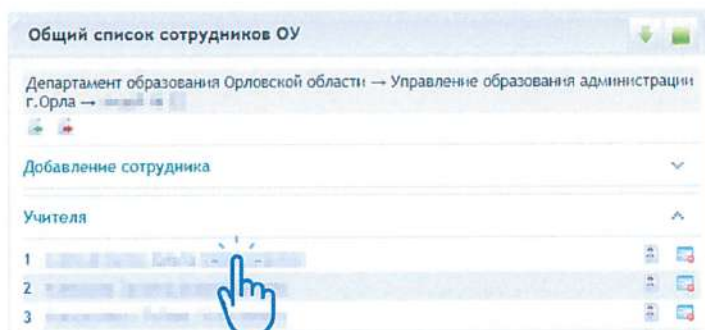 Общий список сотрудников ОУ
Департамент образования Орловской области → Управление образования администрации
г.Орла →
Добавление сотрудника
Учителя
1
2
3